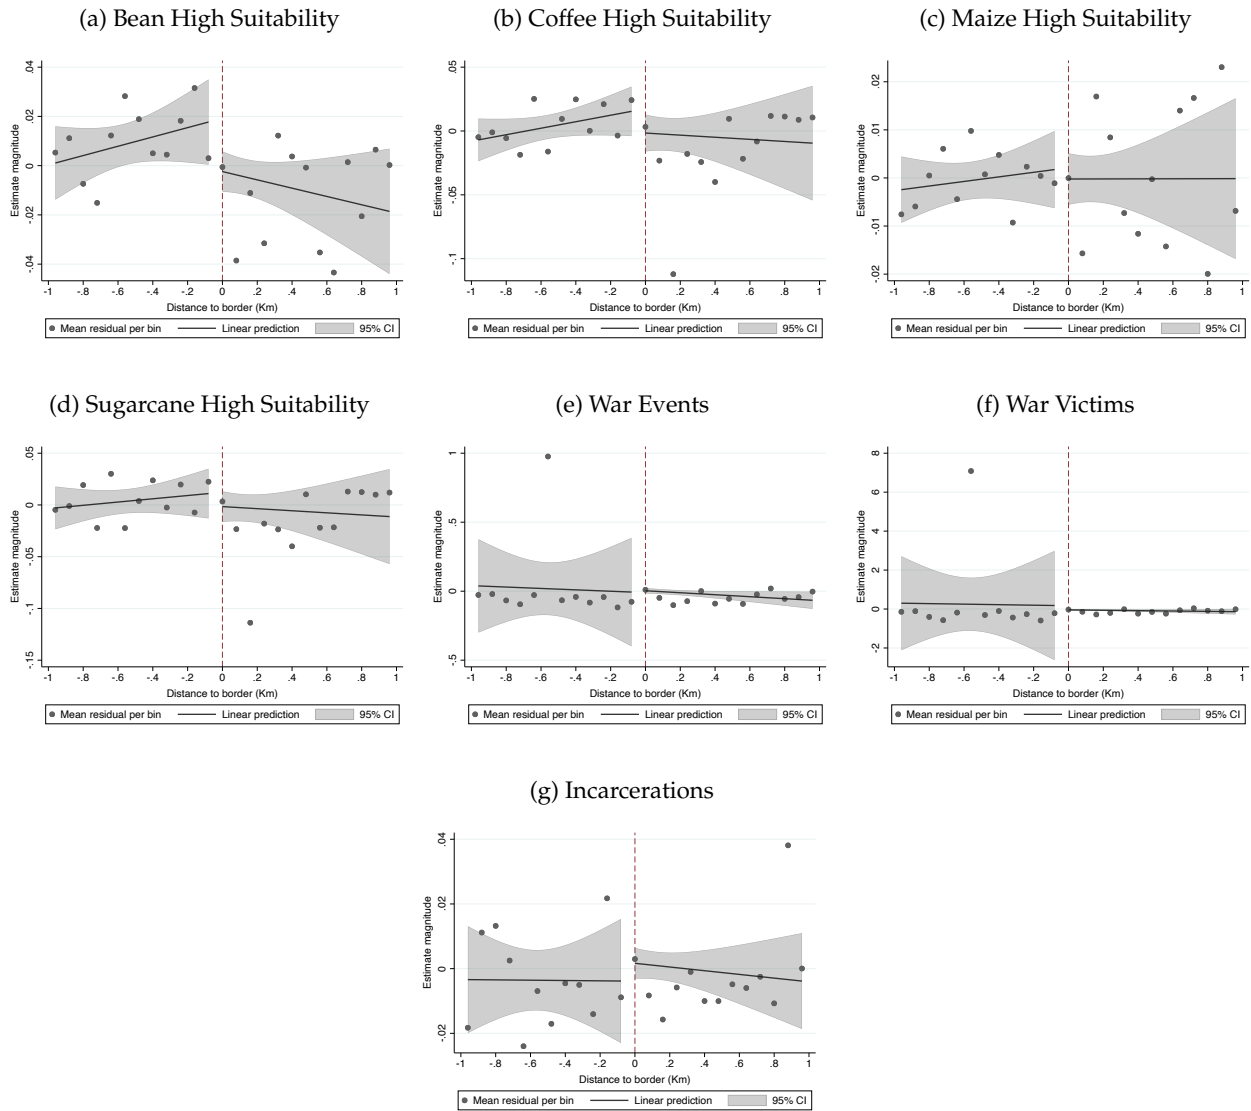 (a) Bean High Suitability
(b) Coffee High Suitability
(c) Maize High Suitability
Estimate magnitude
.04
.02
0
-.02
-.04
-1 -.8 -.6 -.4 -.2 0 .2 .4 .6 .8 1
Distance to border (Km)
Mean residual per bin Linear prediction 95% CI
Estimate magnitude
.05
0
-.05
-.1
-1 -.8 -.6 -.4 -.2 0 .2 .4 .6 .8 1
Distance to border (Km)
Mean residual per bin Linear prediction 95% CI
Estimate magnitude
.02
.01
0
-.01
-.02
-1 -.8 -.6 -.4 -.2 0 .2 .4 .6 .8 1
Distance to border (Km)
Mean residual per bin Linear prediction 95% CI
(d) Sugarcane High Suitability
(e) War Events
(f) War Victims
Estimate magnitude
.05
0
-.05
-.1
-.15
-1 -.8 -.6 -.4 -.2 0 .2 .4 .6 .8 1
Distance to border (Km)
Mean residual per bin Linear prediction 95% CI
Estimate magnitude
1
.5
0
-.5
-1 -.8 -.6 -.4 -.2 0 .2 .4 .6 .8 1
Distance to border (Km)
Mean residual per bin Linear prediction 95% CI
Estimate magnitude
8
6
4
2
0
-2
-1 -.8 -.6 -.4 -.2 0 .2 .4 .6 .8 1
Distance to border (Km)
Mean residual per bin Linear prediction 95% CI
(g) Incarcerations
Estimate magnitude
.04
.02
0
-.02
-1 -.8 -.6 -.4 -.2 0 .2 .4 .6 .8 1
Distance to border (Km)
Mean residual per bin Linear prediction 95% CI